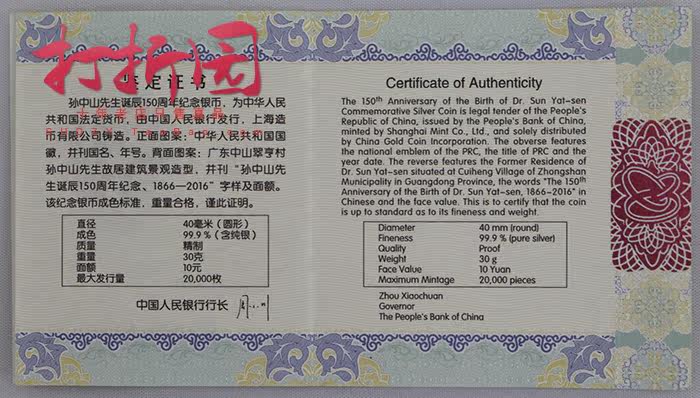 打折园
鉴定证书
孙中山先生诞辰150周年纪念银币，为中华人民
共和国法定货币，由中国人民银行发行，上海造
币有限公司铸造。正面图案：中华人民共和国国
徽，并刊国名、年号。背面图案：广东中山翠亨村
孙中山先生故居建筑景观造型，并刊“孙中山先
生诞辰150周年纪念、1866—2016”字样及面额。
该纪念银币成色标准，重量合格，谨此证明。
直径 40毫米（圆形）
成色 99.9％（含纯银）
质量 精制
重量 30克
面额 10元
最大发行量 20,000枚
中国人民银行行长
Certificate of Authenticity
The 150th Anniversary of the Birth of Dr. Sun Yat-sen
Commemorative Silver Coin is legal tender of the People's
Republic of China, issued by the People's Bank of China,
minted by Shanghai Mint Co., Ltd., and solely distributed
by China Gold Coin Incorporation. The obverse features
the national emblem of the PRC, the title of PRC and the
year date. The reverse features the Former Residence of
Dr. Sun Yat-sen situated at Cuiheng Village of Zhongshan
Municipality in Guangdong Province, the words "The 150th
Anniversary of the Birth of Dr. Sun Yat-sen, 1866-2016" in
Chinese and the face value. This is to certify that the coin
is up to standard as to its fineness and weight.
Diameter 40 mm (round)
Fineness 99.9 % (pure silver)
Quality Proof
Weight 30 g
Face Value 10 Yuan
Maximum Mintage 20,000 pieces
Zhou Xiaochuan
Governor
The People's Bank of China